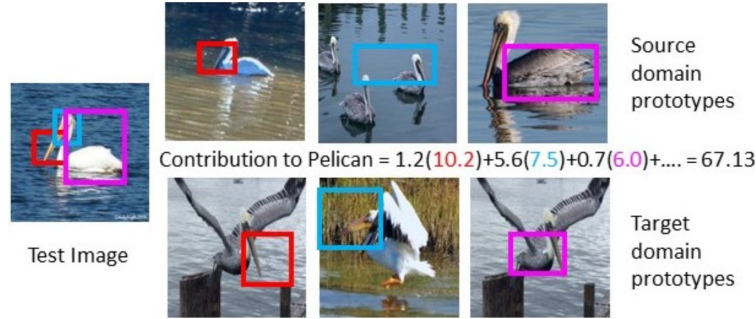 Source
domain
prototypes
Contribution to Pelican = 1.2(10.2)+5.6(7.5)+0.7(6.0)+.... = 67.13
Test Image
Target
domain
prototypes